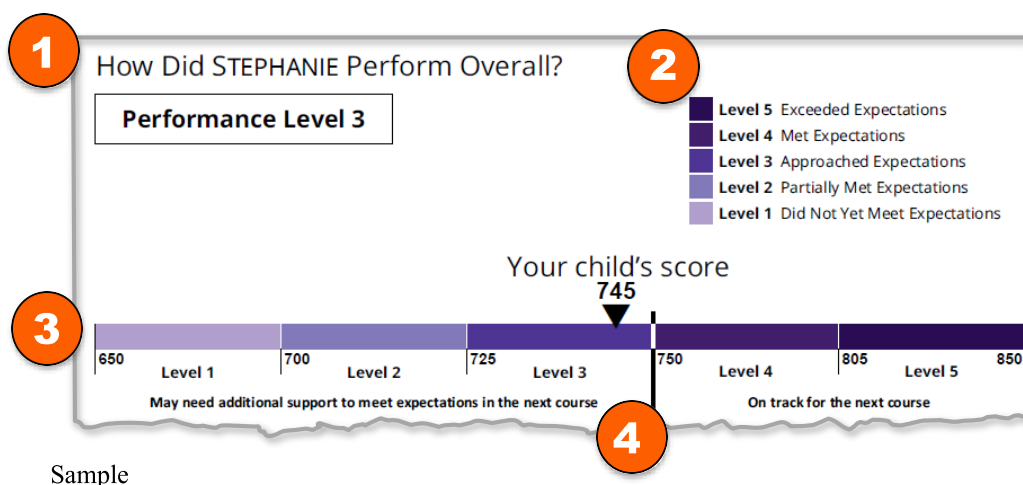 1
How Did STEPHANIE Perform Overall?
Performance Level 3
2
Level 5 Exceeded Expectations
Level 4 Met Expectations
Level 3 Approached Expectations
Level 2 Partially Met Expectations
Level 1 Did Not Yet Meet Expectations
Your child's score
745
3
650 700 725 750 805 850
Level 1 Level 2 Level 3 Level 4 Level 5
May need additional support to meet expectations in the next course On track for the next course
4
Sample